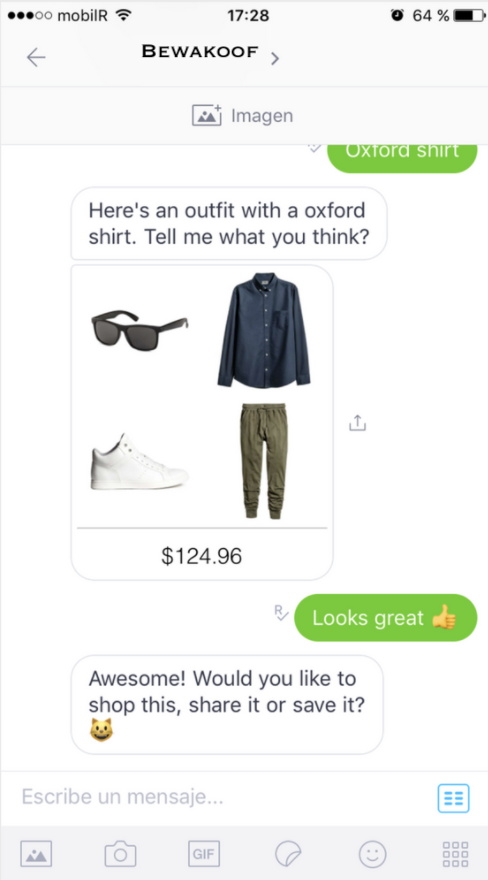 mobilR 17:28 64 %
BEWAKOOF
Imagen
Oxford shirt
Here's an outfit with a oxford
shirt. Tell me what you think?
$124.96
R
Looks great 👍
Awesome! Would you like to
shop this, share it or save it?
😺
Escribe un mensaje...
GIF